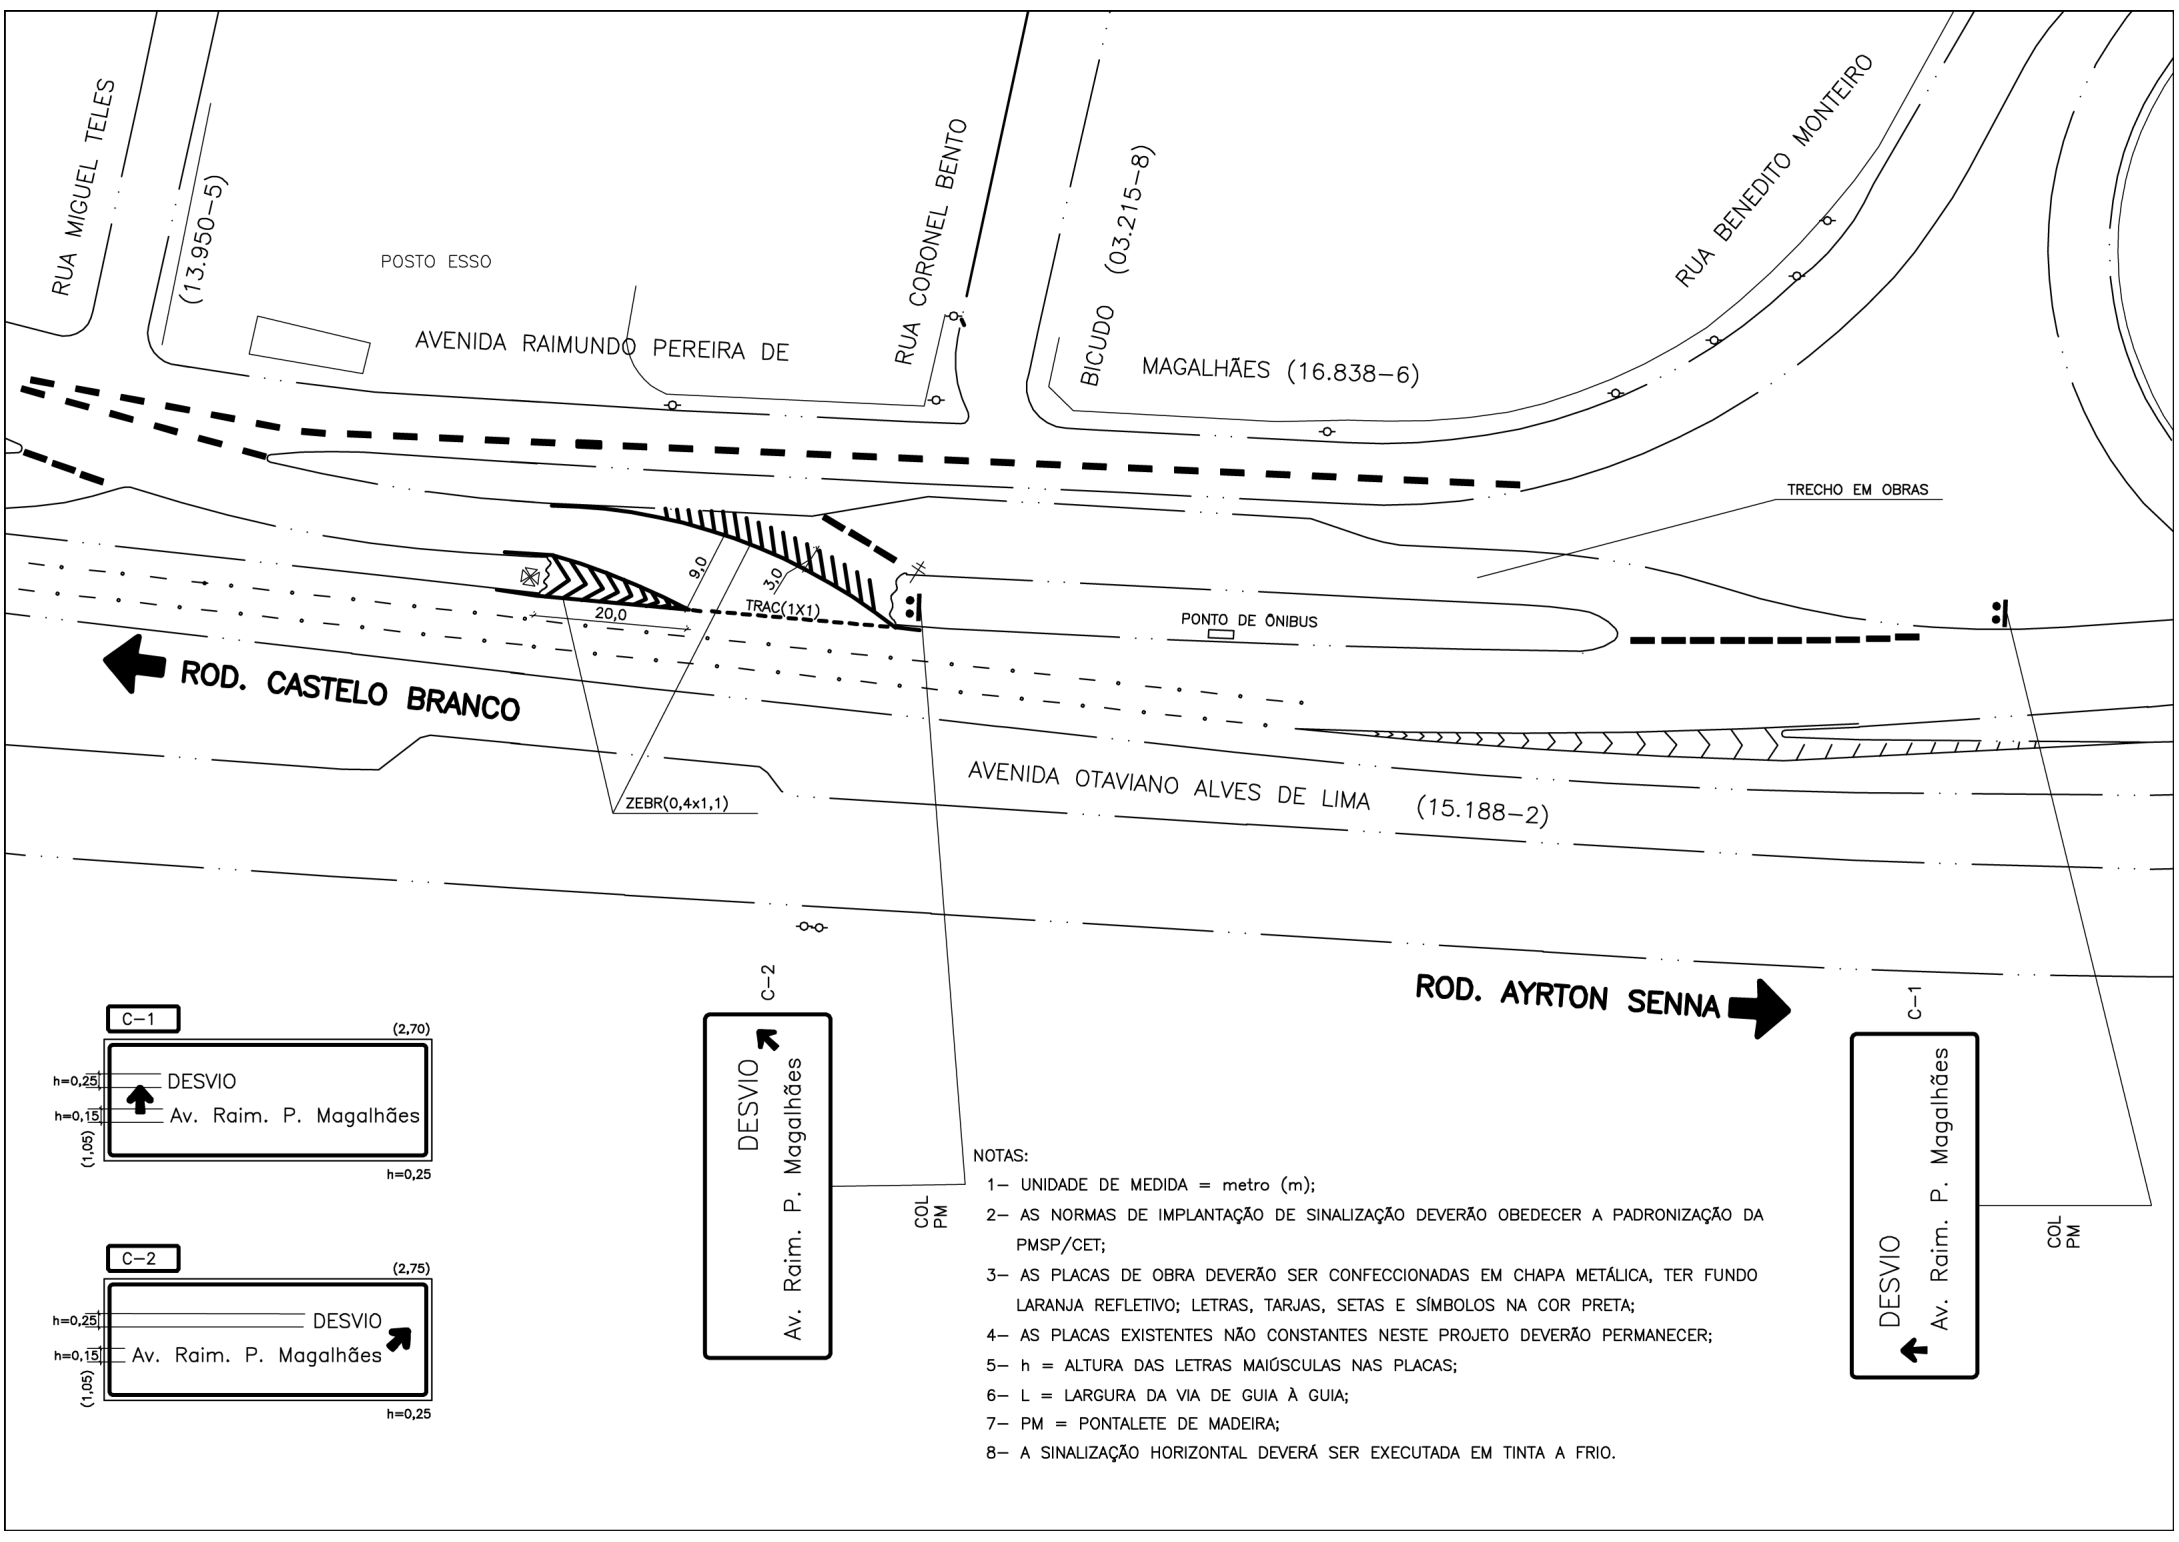 RUA MIGUEL TELES
(13.950-5)
POSTO ESSO
AVENIDA RAIMUNDO PEREIRA DE
RUA CORONEL BENTO
BICUDO (03.215-8)
MAGALHÃES (16.838-6)
RUA BENEDITO MONTEIRO
TRECHO EM OBRAS
9,0
3,0
20,0
TRAC(1X1)
PONTO DE ÔNIBUS
ROD. CASTELO BRANCO
ZEBR(0,4x1,1)
AVENIDA OTAVIANO ALVES DE LIMA (15.188-2)
ROD. AYRTON SENNA
C-1
(2,70)
h=0,25
DESVIO
h=0,15
Av. Raim. P. Magalhães
(1,05)
h=0,25
C-2
(2,75)
h=0,25
DESVIO
h=0,15
Av. Raim. P. Magalhães
(1,05)
h=0,25
C-2
DESVIO
Av. Raim. P. Magalhães
COL
PM
C-1
DESVIO
Av. Raim. P. Magalhães
COL
PM
NOTAS:
1- UNIDADE DE MEDIDA = metro (m);
2- AS NORMAS DE IMPLANTAÇÃO DE SINALIZAÇÃO DEVERÃO OBEDECER A PADRONIZAÇÃO DA
PMSP/CET;
3- AS PLACAS DE OBRA DEVERÃO SER CONFECCIONADAS EM CHAPA METÁLICA, TER FUNDO
LARANJA REFLETIVO; LETRAS, TARJAS, SETAS E SÍMBOLOS NA COR PRETA;
4- AS PLACAS EXISTENTES NÃO CONSTANTES NESTE PROJETO DEVERÃO PERMANECER;
5- h = ALTURA DAS LETRAS MAIÚSCULAS NAS PLACAS;
6- L = LARGURA DA VIA DE GUIA À GUIA;
7- PM = PONTALETE DE MADEIRA;
8- A SINALIZAÇÃO HORIZONTAL DEVERÁ SER EXECUTADA EM TINTA A FRIO.